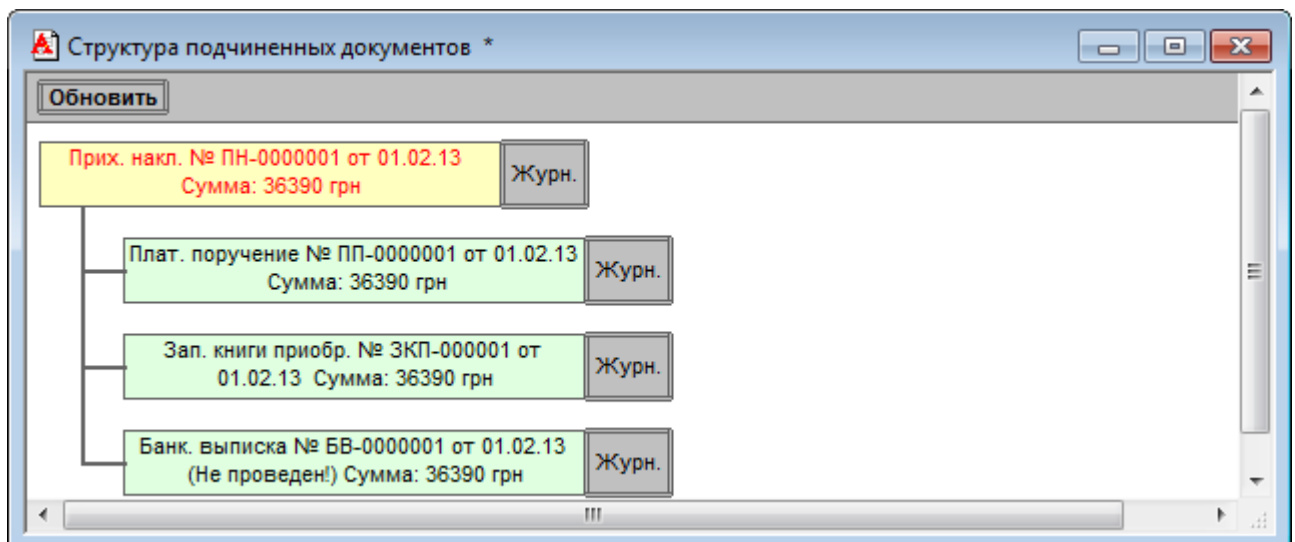 Структура подчиненных документов *
Обновить
Прих. накл. № ПН-0000001 от 01.02.13
Сумма: 36390 грн
Журн.
Плат. поручение № ПП-0000001 от 01.02.13
Сумма: 36390 грн
Журн.
Зап. книги приобр. № ЗКП-000001 от
01.02.13 Сумма: 36390 грн
Журн.
Банк. выписка № БВ-0000001 от 01.02.13
(Не проведен!) Сумма: 36390 грн
Журн.